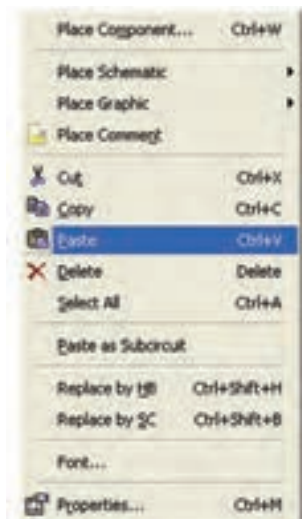 Place Component... Ctrl+W
Place Schematic
Place Graphic
Place Comment
Cut Ctrl+X
Copy Ctrl+C
Paste Ctrl+V
Delete Delete
Select All Ctrl+A
Paste as Subcircuit
Replace by HB Ctrl+Shift+H
Replace by SC Ctrl+Shift+B
Font...
Properties... Ctrl+M